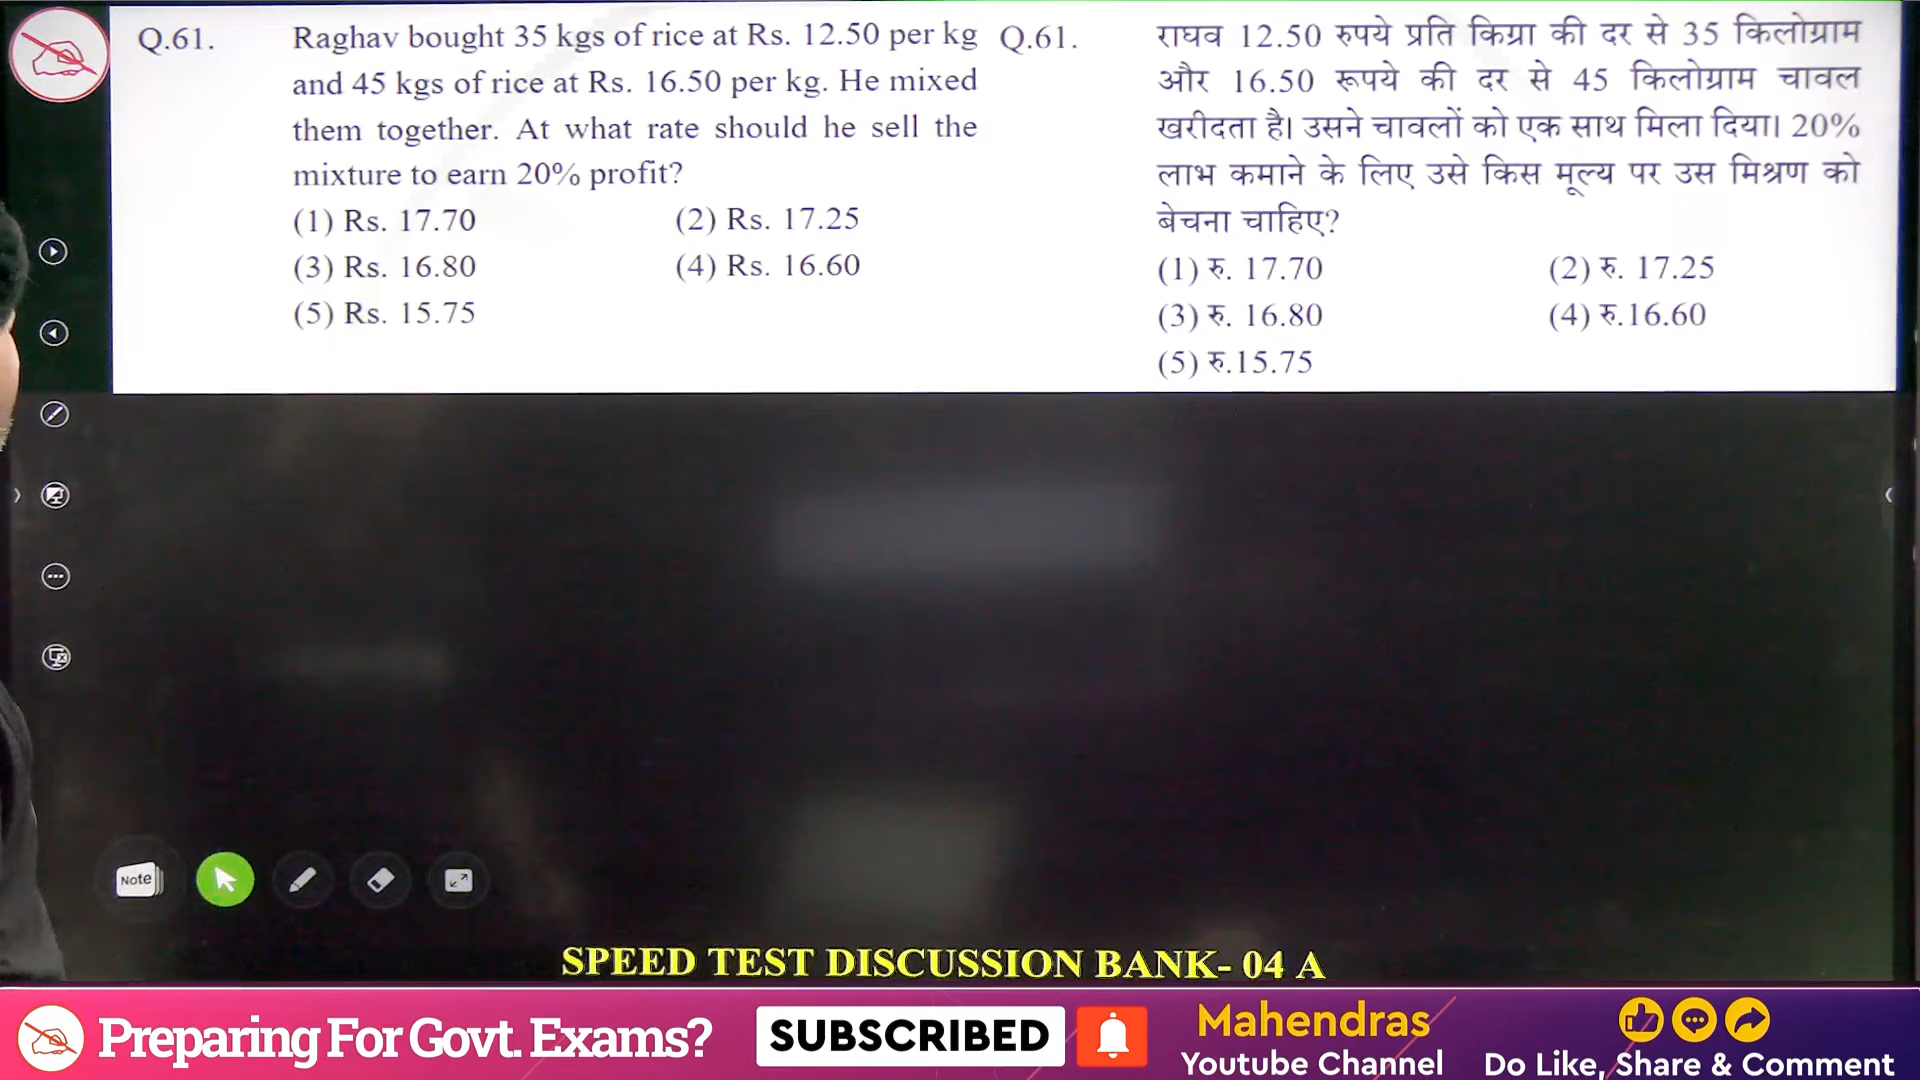 Q.61. Raghav bought 35 kgs of rice at Rs. 12.50 per kg
and 45 kgs of rice at Rs. 16.50 per kg. He mixed
them together. At what rate should he sell the
mixture to earn 20% profit?
(1) Rs. 17.70 (2) Rs. 17.25
(3) Rs. 16.80 (4) Rs. 16.60
(5) Rs. 15.75
Q.61. राघव 12.50 रुपये प्रति किग्रा की दर से 35 किलोग्राम
और 16.50 रूपये की दर से 45 किलोग्राम चावल
खरीदता है। उसने चावलों को एक साथ मिला दिया। 20%
लाभ कमाने के लिए उसे किस मूल्य पर उस मिश्रण को
बेचना चाहिए?
(1) रु. 17.70 (2) रु. 17.25
(3) रु. 16.80 (4) रु.16.60
(5) रु.15.75
Note
SPEED TEST DISCUSSION BANK- 04 A
Preparing For Govt. Exams?
SUBSCRIBED
Mahendras
Youtube Channel
Do Like, Share & Comment